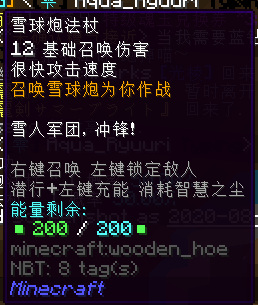 Aqua_Ryuuri
雪球炮法杖
12 基础召唤伤害
很快攻击速度
召唤雪球炮为你作战
雪人军团，冲锋！
右键召唤 左键锁定敌人
潜行+左键充能 消耗智慧之尘
能量剩余:
200 / 200
minecraft:wooden_hoe
NBT: 8 tag(s)
Minecraft